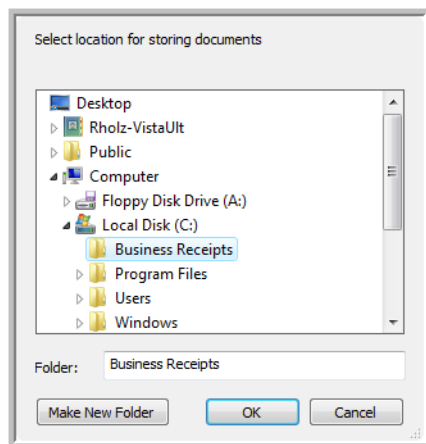 Select location for storing documents
Desktop
Rholz-VistaUlt
Public
Computer
Floppy Disk Drive (A:)
Local Disk (C:)
Business Receipts
Program Files
Users
Windows
Folder: Business Receipts
Make New Folder OK Cancel